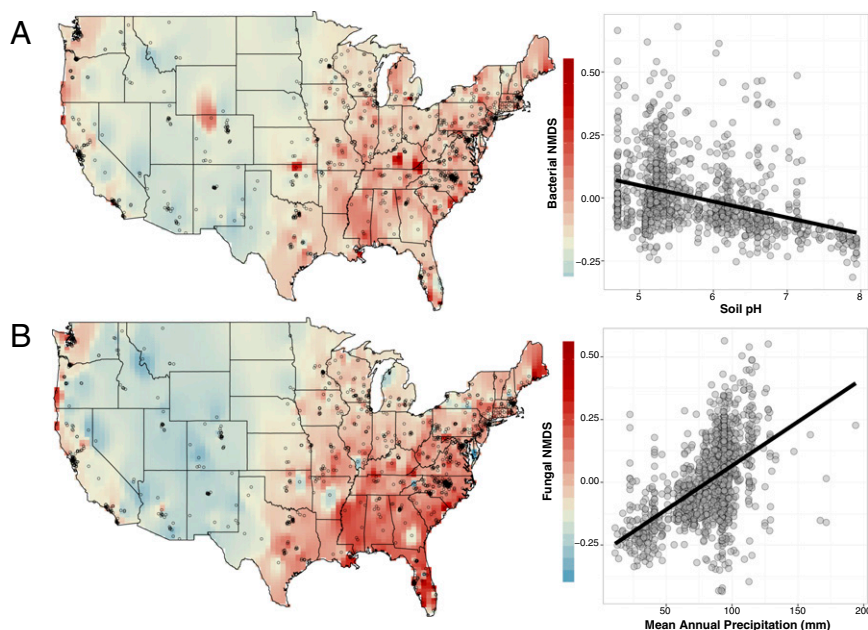 A
Bacterial NMDS
0.50
0.25
0.00
−0.25
5 6 7 8
Soil pH
B
Fungal NMDS
0.50
0.25
0.00
−0.25
50 100 150 200
Mean Annual Precipitation (mm)